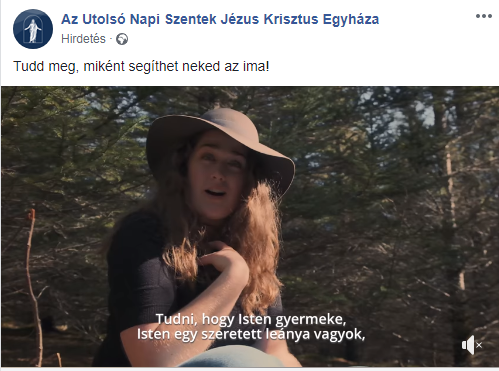 Az Utolsó Napi Szentek Jézus Krisztus Egyháza
Hirdetés ·
Tudd meg, miként segíthet neked az ima!
Tudni, hogy Isten gyermeke,
Isten egy szeretett leánya vagyok,